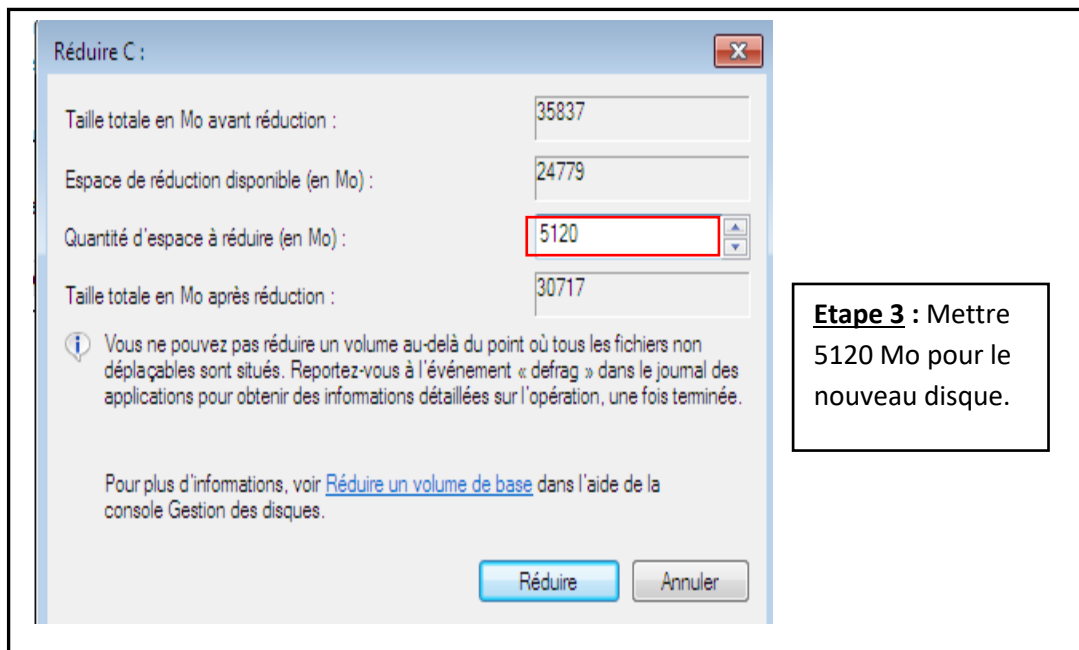 Réduire C :
Taille totale en Mo avant réduction :
35837
Espace de réduction disponible (en Mo) :
24779
Quantité d'espace à réduire (en Mo) :
5120
Taille totale en Mo après réduction :
30717
Vous ne pouvez pas réduire un volume au-delà du point où tous les fichiers non
déplaçables sont situés. Reportez-vous à l'événement « defrag » dans le journal des
applications pour obtenir des informations détaillées sur l'opération, une fois terminée.
Pour plus d'informations, voir Réduire un volume de base dans l'aide de la
console Gestion des disques.
Réduire
Annuler
Etape 3 : Mettre
5120 Mo pour le
nouveau disque.